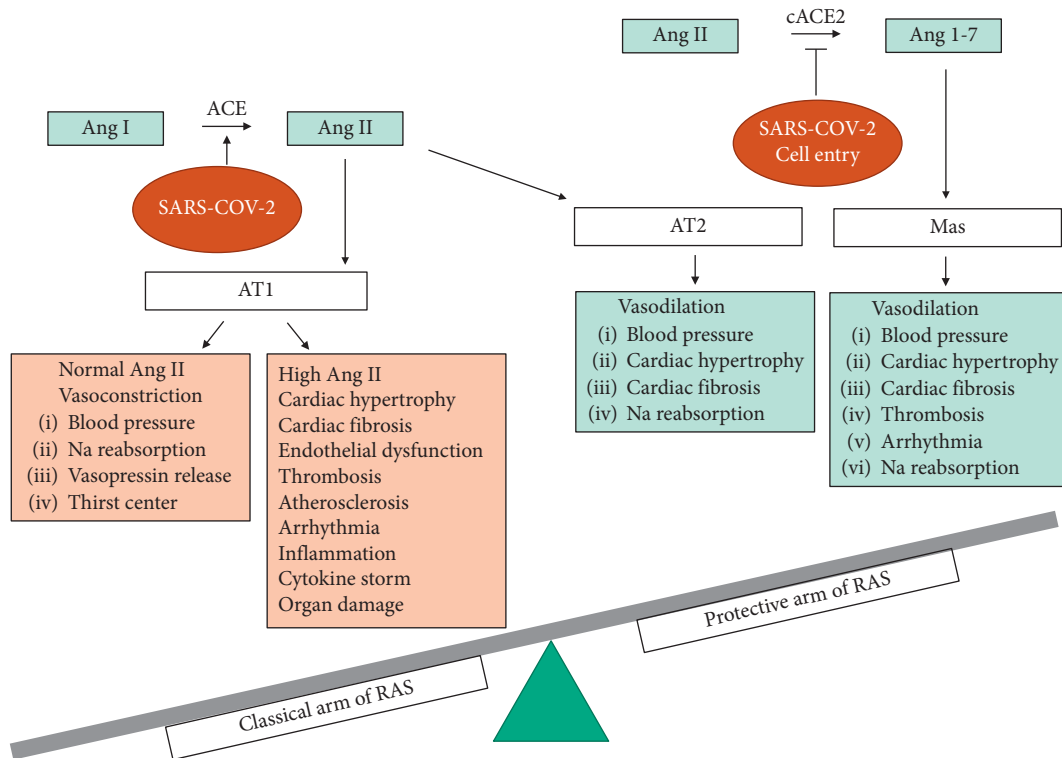 Ang II
cACE2
Ang 1-7
SARS-COV-2
Cell entry
Ang I
ACE
Ang II
SARS-COV-2
AT1
AT2
Mas
Normal Ang II
Vasoconstriction
(i) Blood pressure
(ii) Na reabsorption
(iii) Vasopressin release
(iv) Thirst center
High Ang II
Cardiac hypertrophy
Cardiac fibrosis
Endothelial dysfunction
Thrombosis
Atherosclerosis
Arrhythmia
Inflammation
Cytokine storm
Organ damage
Vasodilation
(i) Blood pressure
(ii) Cardiac hypertrophy
(iii) Cardiac fibrosis
(iv) Na reabsorption
Vasodilation
(i) Blood pressure
(ii) Cardiac hypertrophy
(iii) Cardiac fibrosis
(iv) Thrombosis
(v) Arrhythmia
(vi) Na reabsorption
Classical arm of RAS
Protective arm of RAS